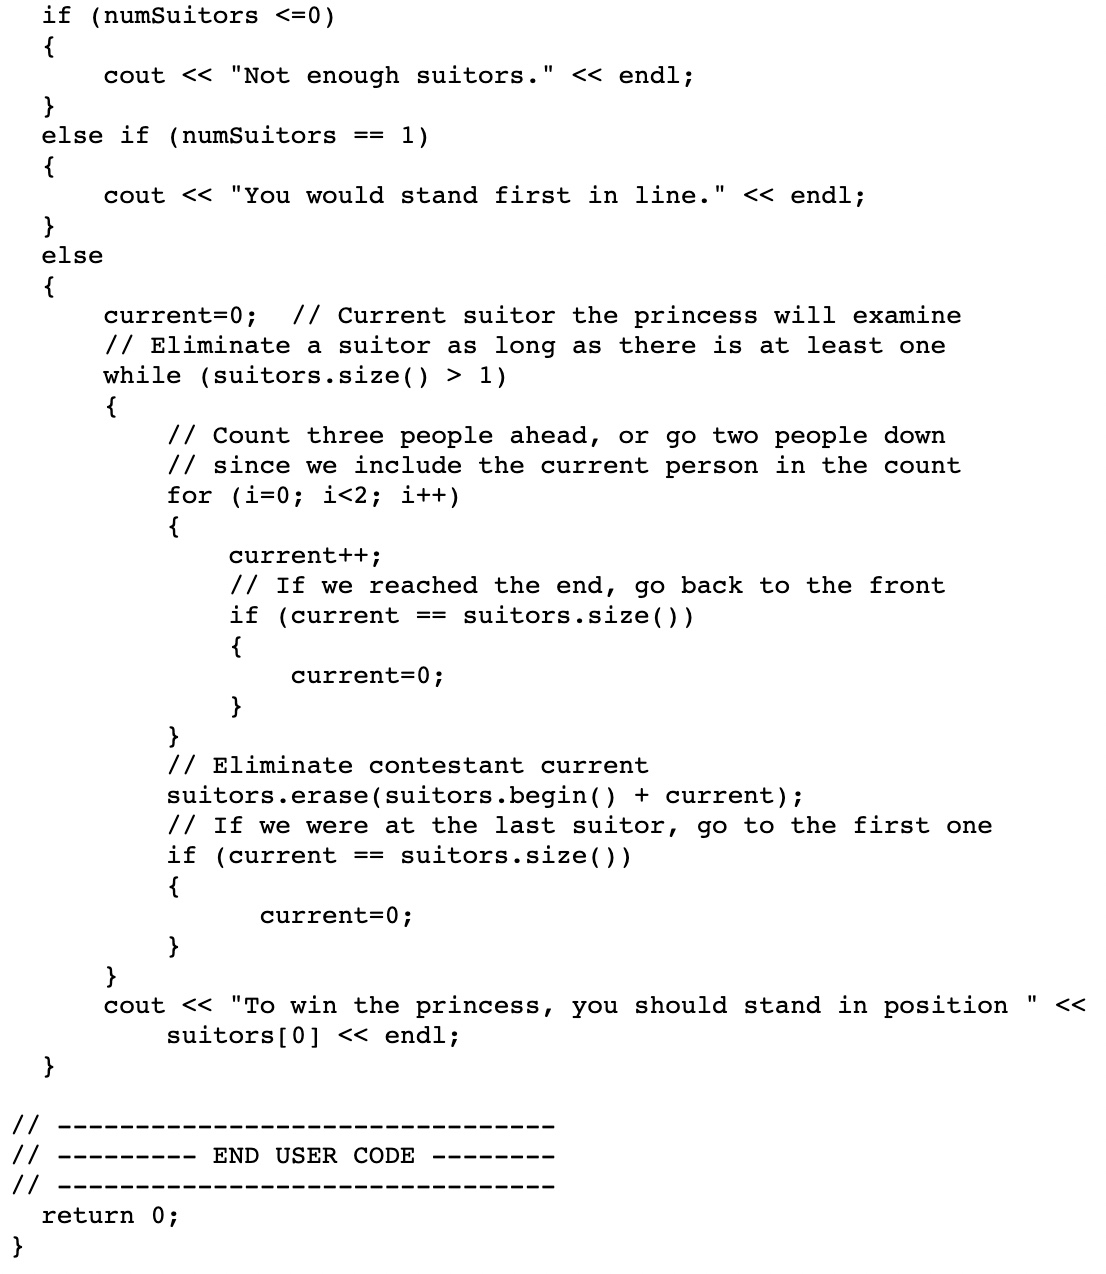 if (numSuitors <=0)
{
cout << "Not enough suitors." << endl;
}
else if (numSuitors == 1)
{
cout << "You would stand first in line." << endl;
}
else
{
current=0;  // Current suitor the princess will examine
// Eliminate a suitor as long as there is at least one
while (suitors.size() > 1)
{
// Count three people ahead, or go two people down
// since we include the current person in the count
for (i=0; i<2; i++)
{
current++;
// If we reached the end, go back to the front
if (current == suitors.size())
{
current=0;
}
}
// Eliminate contestant current
suitors.erase(suitors.begin() + current);
// If we were at the last suitor, go to the first one
if (current == suitors.size())
{
current=0;
}
}
cout << "To win the princess, you should stand in position " <<
suitors[0] << endl;
}
// --------------------------------
// --------- END USER CODE --------
// --------------------------------
return 0;
}